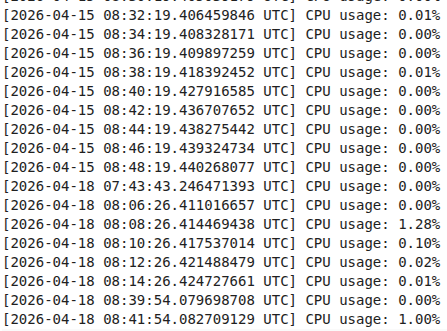 [2026-04-15 08:32:19.406459846 UTC] CPU usage: 0.01%
[2026-04-15 08:34:19.408328171 UTC] CPU usage: 0.00%
[2026-04-15 08:36:19.409897259 UTC] CPU usage: 0.00%
[2026-04-15 08:38:19.418392452 UTC] CPU usage: 0.01%
[2026-04-15 08:40:19.427916585 UTC] CPU usage: 0.00%
[2026-04-15 08:42:19.436707652 UTC] CPU usage: 0.00%
[2026-04-15 08:44:19.438275442 UTC] CPU usage: 0.00%
[2026-04-15 08:46:19.439324734 UTC] CPU usage: 0.00%
[2026-04-15 08:48:19.440268077 UTC] CPU usage: 0.00%
[2026-04-18 07:43:43.246471393 UTC] CPU usage: 0.00%
[2026-04-18 08:06:26.411016657 UTC] CPU usage: 0.00%
[2026-04-18 08:08:26.414469438 UTC] CPU usage: 1.28%
[2026-04-18 08:10:26.417537014 UTC] CPU usage: 0.10%
[2026-04-18 08:12:26.421488479 UTC] CPU usage: 0.02%
[2026-04-18 08:14:26.424727661 UTC] CPU usage: 0.01%
[2026-04-18 08:39:54.079698708 UTC] CPU usage: 0.00%
[2026-04-18 08:41:54.082709129 UTC] CPU usage: 1.00%